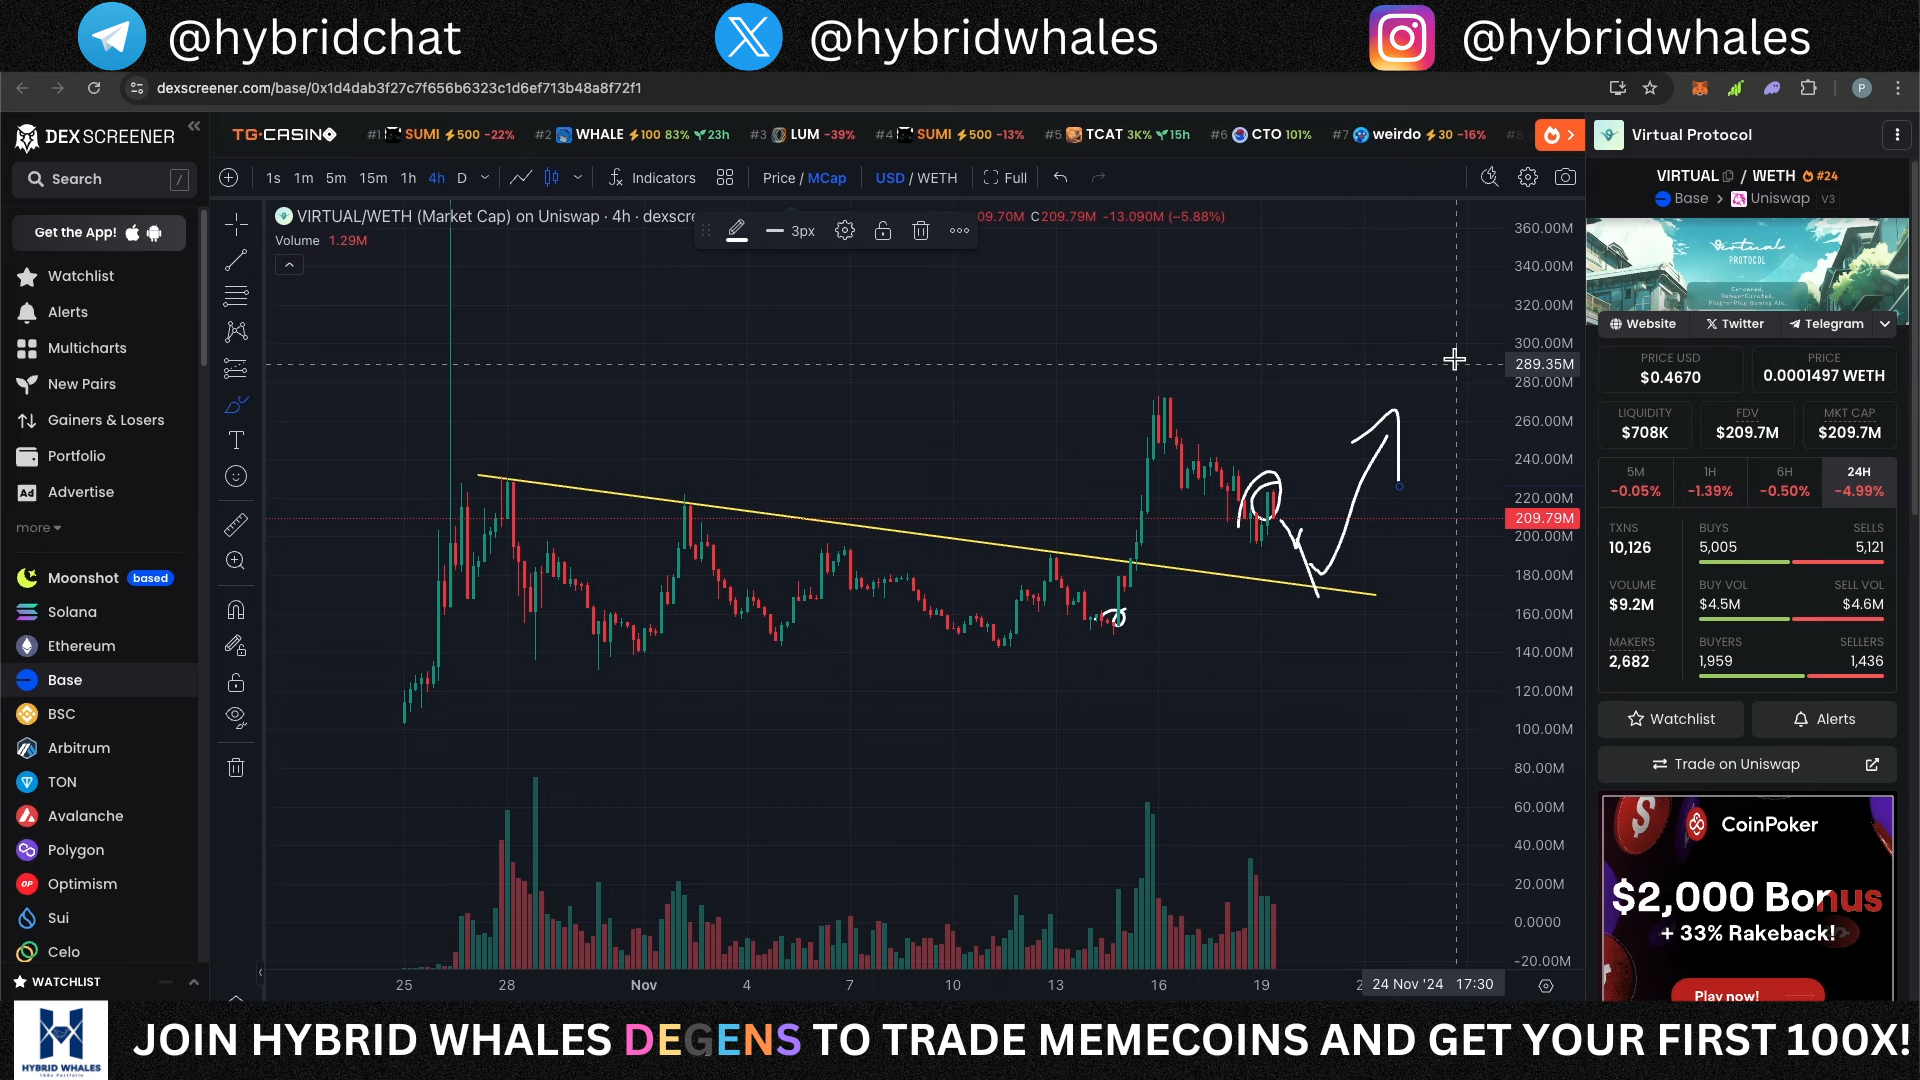 @hybridchat
@hybridwhales
@hybridwhales
dexscreener.com/base/0x1d4dab3f27c7f656b6323c1d6ef713b48a8f72f1
P
DEX SCREENER
TG.CASINO
#1 SUMI 500 -22% #2 WHALE 100 83% 23h #3 LUM -39% #4 SUMI 500 -13% #5 TCAT 3K% 15h #6 CTO 101% #7 weirdo 30 -16% #8
Virtual Protocol
Search /
1s 1m 5m 15m 1h 4h D Indicators Price / MCap USD / WETH Full
VIRTUAL / WETH #24
Base > Uniswap V3
Get the App!
Watchlist
Alerts
Multicharts
New Pairs
Gainers & Losers
Portfolio
Ad Advertise
more
Moonshot based
Solana
Ethereum
Base
BSC
Arbitrum
TON
Avalanche
Polygon
OP Optimism
Sui
Celo
WATCHLIST
VIRTUAL/WETH (Market Cap) on Uniswap · 4h · dexscre
09.70M C209.79M -13.090M (-5.88%)
Volume 1.29M
3px
360.00M
340.00M
320.00M
300.00M
289.35M
280.00M
260.00M
240.00M
220.00M
209.79M
200.00M
180.00M
160.00M
140.00M
120.00M
100.00M
80.00M
60.00M
40.00M
20.00M
0.0000
-20.00M
25 28 Nov 4 7 10 13 16 19 2 24 Nov '24 17:30
Virtual
PROTOCOL
Website Twitter Telegram
PRICE USD PRICE
$0.4670 0.0001497 WETH
LIQUIDITY FDV MKT CAP
$708K $209.7M $209.7M
5M 1H 6H 24H
-0.05% -1.39% -0.50% -4.99%
TXNS BUYS SELLS
10,126 5,005 5,121
VOLUME BUY VOL SELL VOL
$9.2M $4.5M $4.6M
MAKERS BUYERS SELLERS
2,682 1,959 1,436
Watchlist Alerts
Trade on Uniswap
CoinPoker
$2,000 Bonus
+ 33% Rakeback!
Play now!
HYBRID WHALES
JOIN HYBRID WHALES DEGENS TO TRADE MEMECOINS AND GET YOUR FIRST 100X!